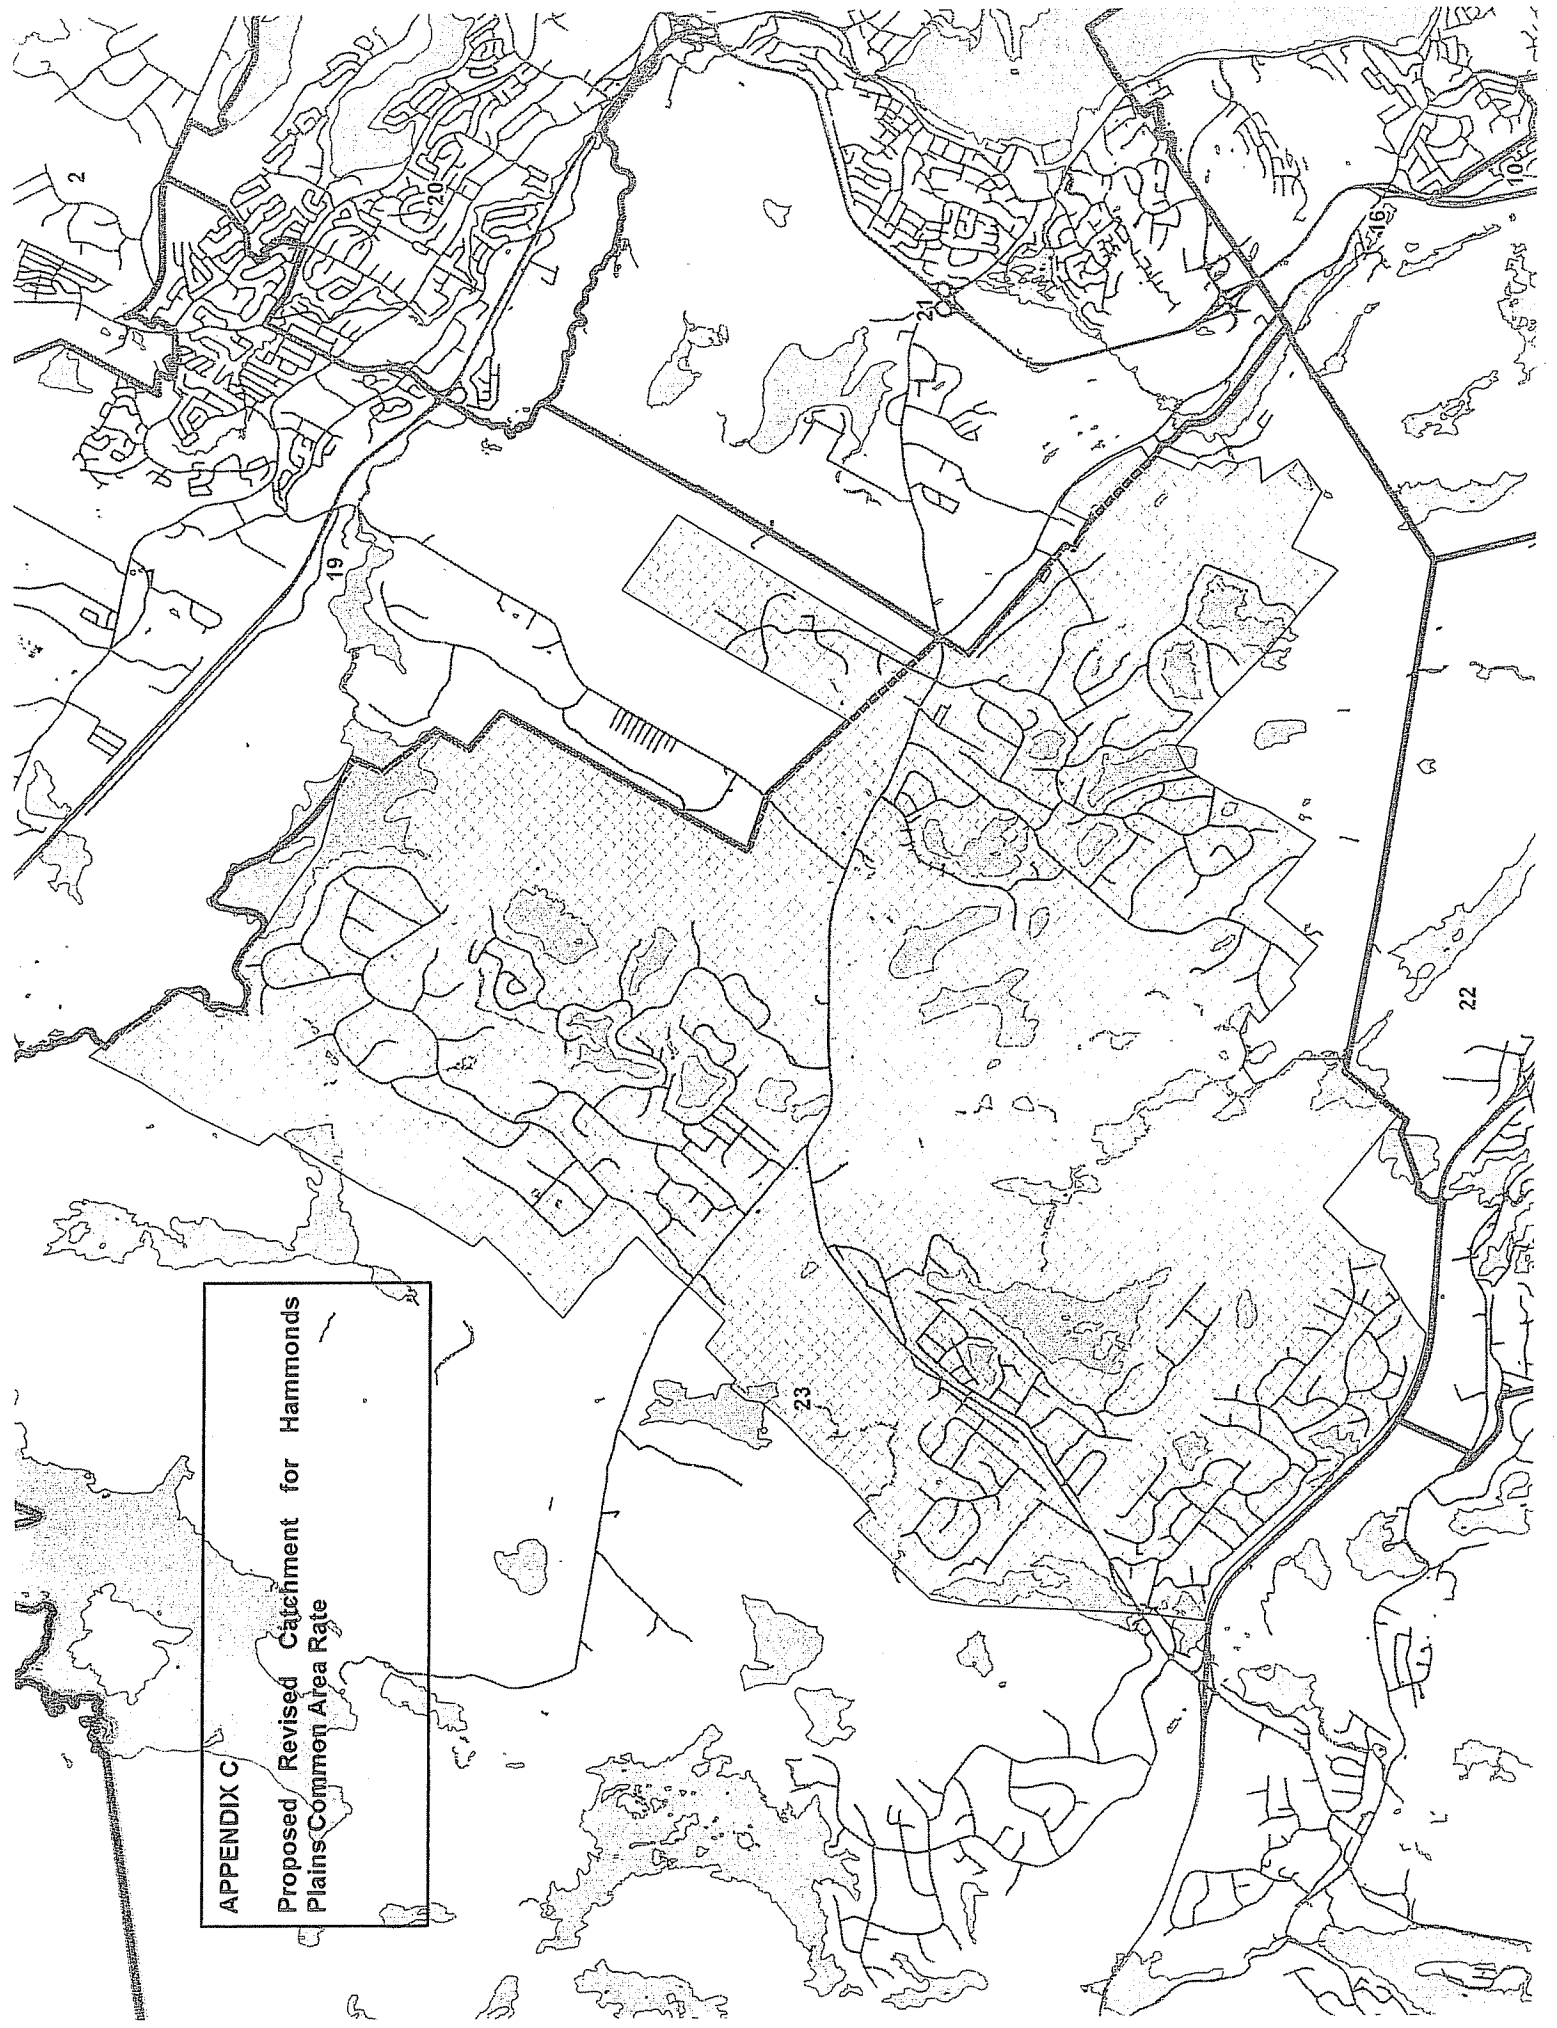 APPENDIX C
Proposed Revised Catchment for Hammonds
Plains Common Area Rate
2
20
19
21
16
10
23
22